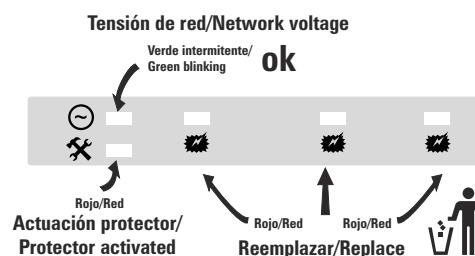 Tensión de red/Network voltage
Verde intermitente/
Green blinking
ok
Rojo/Red
Actuación protector/
Protector activated
Rojo/Red
Rojo/Red
Reemplazar/Replace